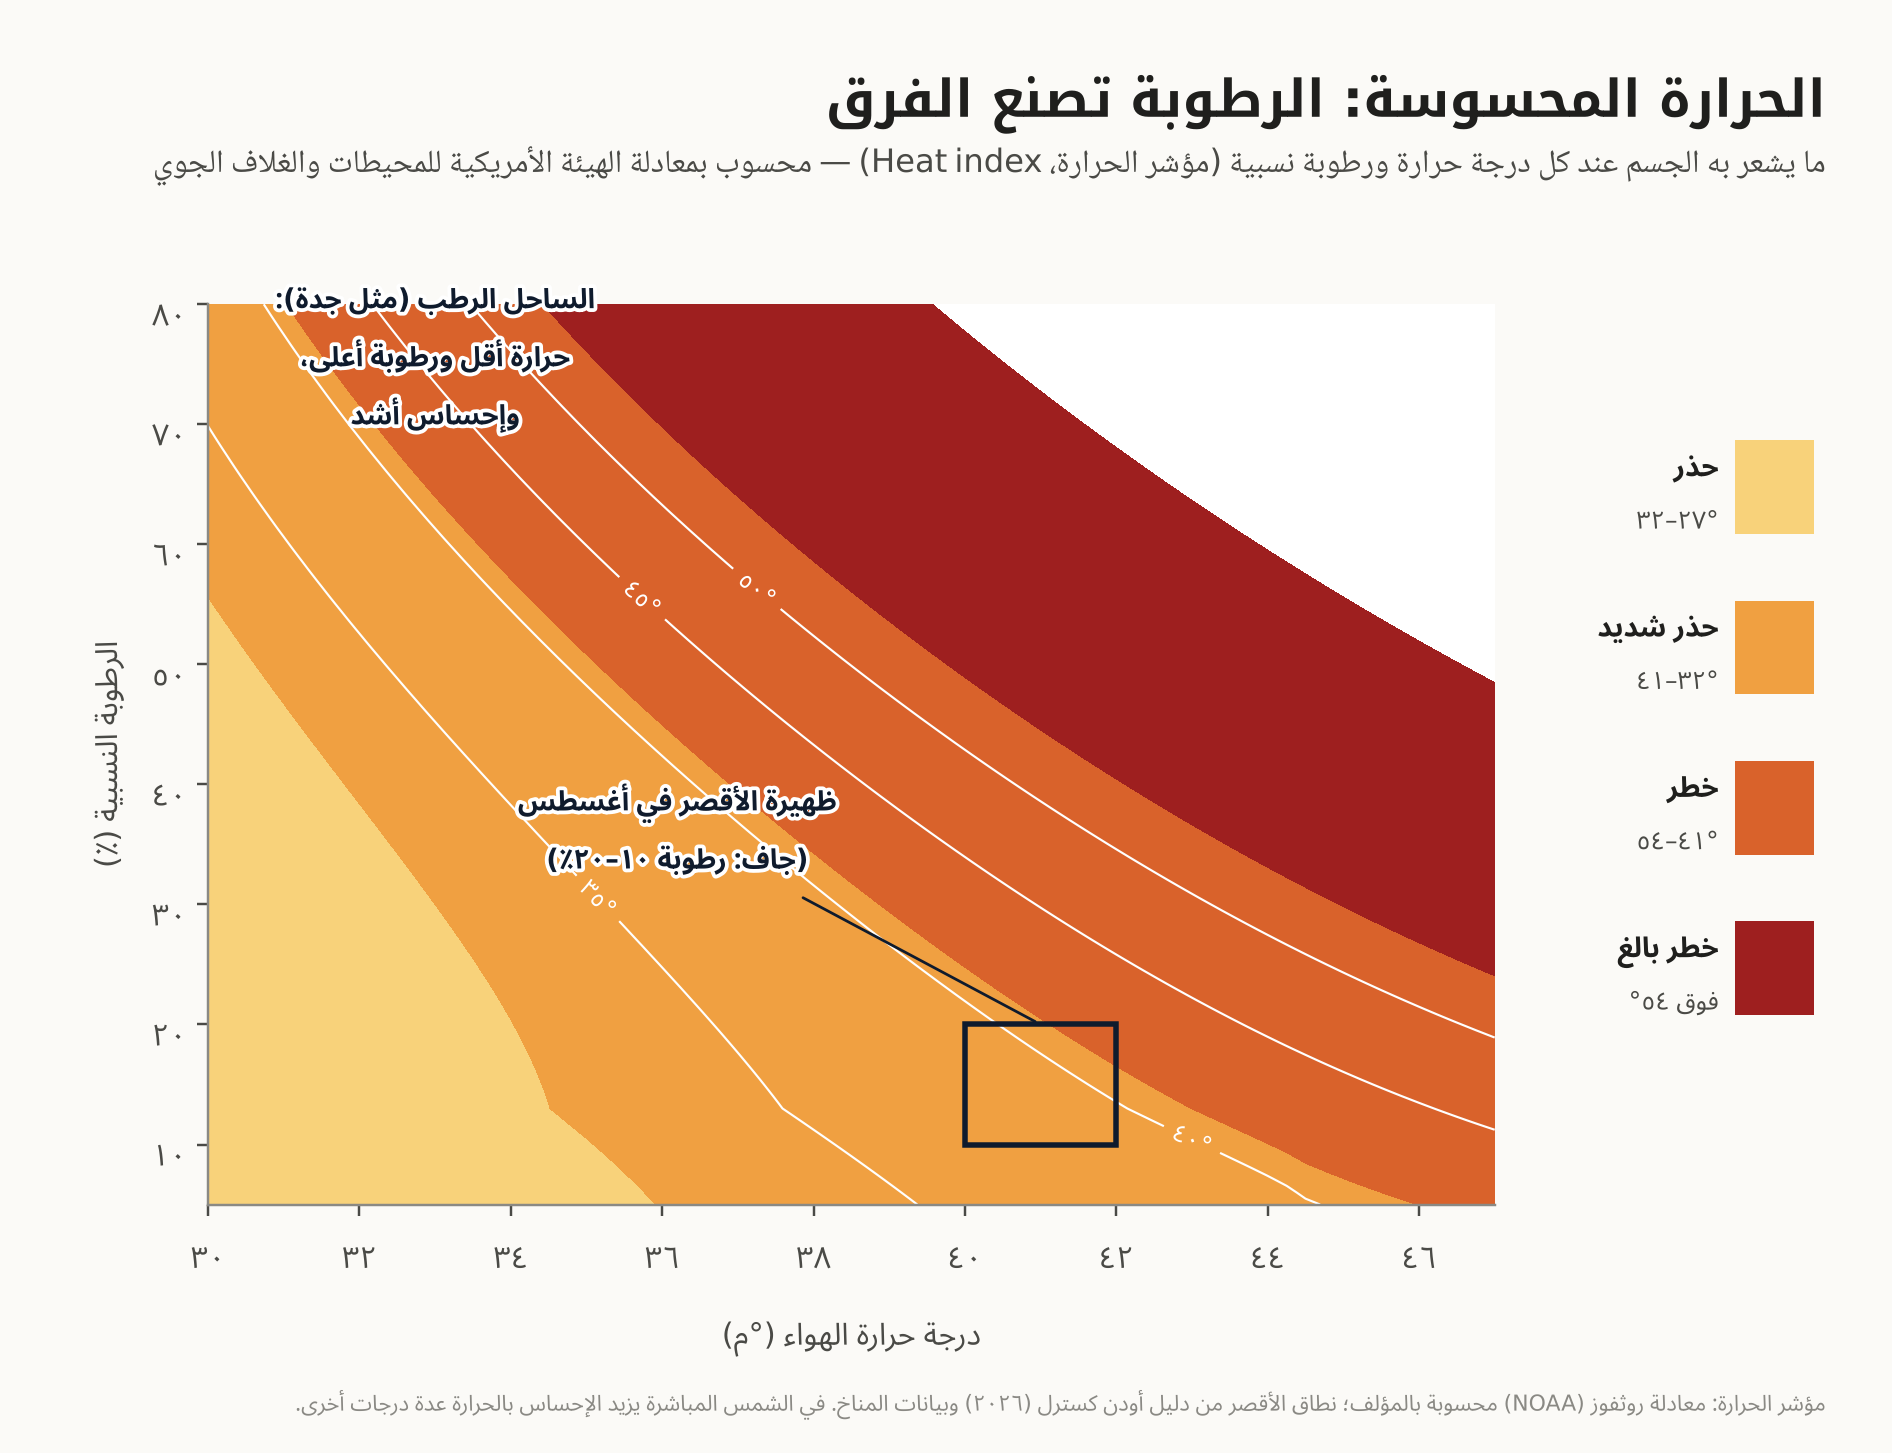 الحرارة المحسوسة: الرطوبة تصنع الفرق
ما يشعر به الجسم عند كل درجة حرارة ورطوبة نسبية (مؤشر الحرارة، Heat index) — محسوب بمعادلة الهيئة الأمريكية للمحيطات والغلاف الجوي
الساحل الرطب (مثل جدة):
حرارة أقل ورطوبة أعلى،
وإحساس أشد
٨٠
٧٠
٦٠
٥٠
٤٠
٣٠
٢٠
١٠
الرطوبة النسبية (٪)
٤٥°
٥٠°
ظهيرة الأقصر في أغسطس
(جاف: رطوبة ١٠–٢٠٪)
٣٥°
٤٠°
حذر
٢٧–٣٢°
حذر شديد
٣٢–٤١°
خطر
٤١–٥٤°
خطر بالغ
فوق ٥٤°
٣٠
٣٢
٣٤
٣٦
٣٨
٤٠
٤٢
٤٤
٤٦
درجة حرارة الهواء (°م)
مؤشر الحرارة: معادلة روثفوز (NOAA) محسوبة بالمؤلف؛ نطاق الأقصر من دليل أودن كسترل (٢٠٢٦) وبيانات المناخ. في الشمس المباشرة يزيد الإحساس بالحرارة عدة درجات أخرى.